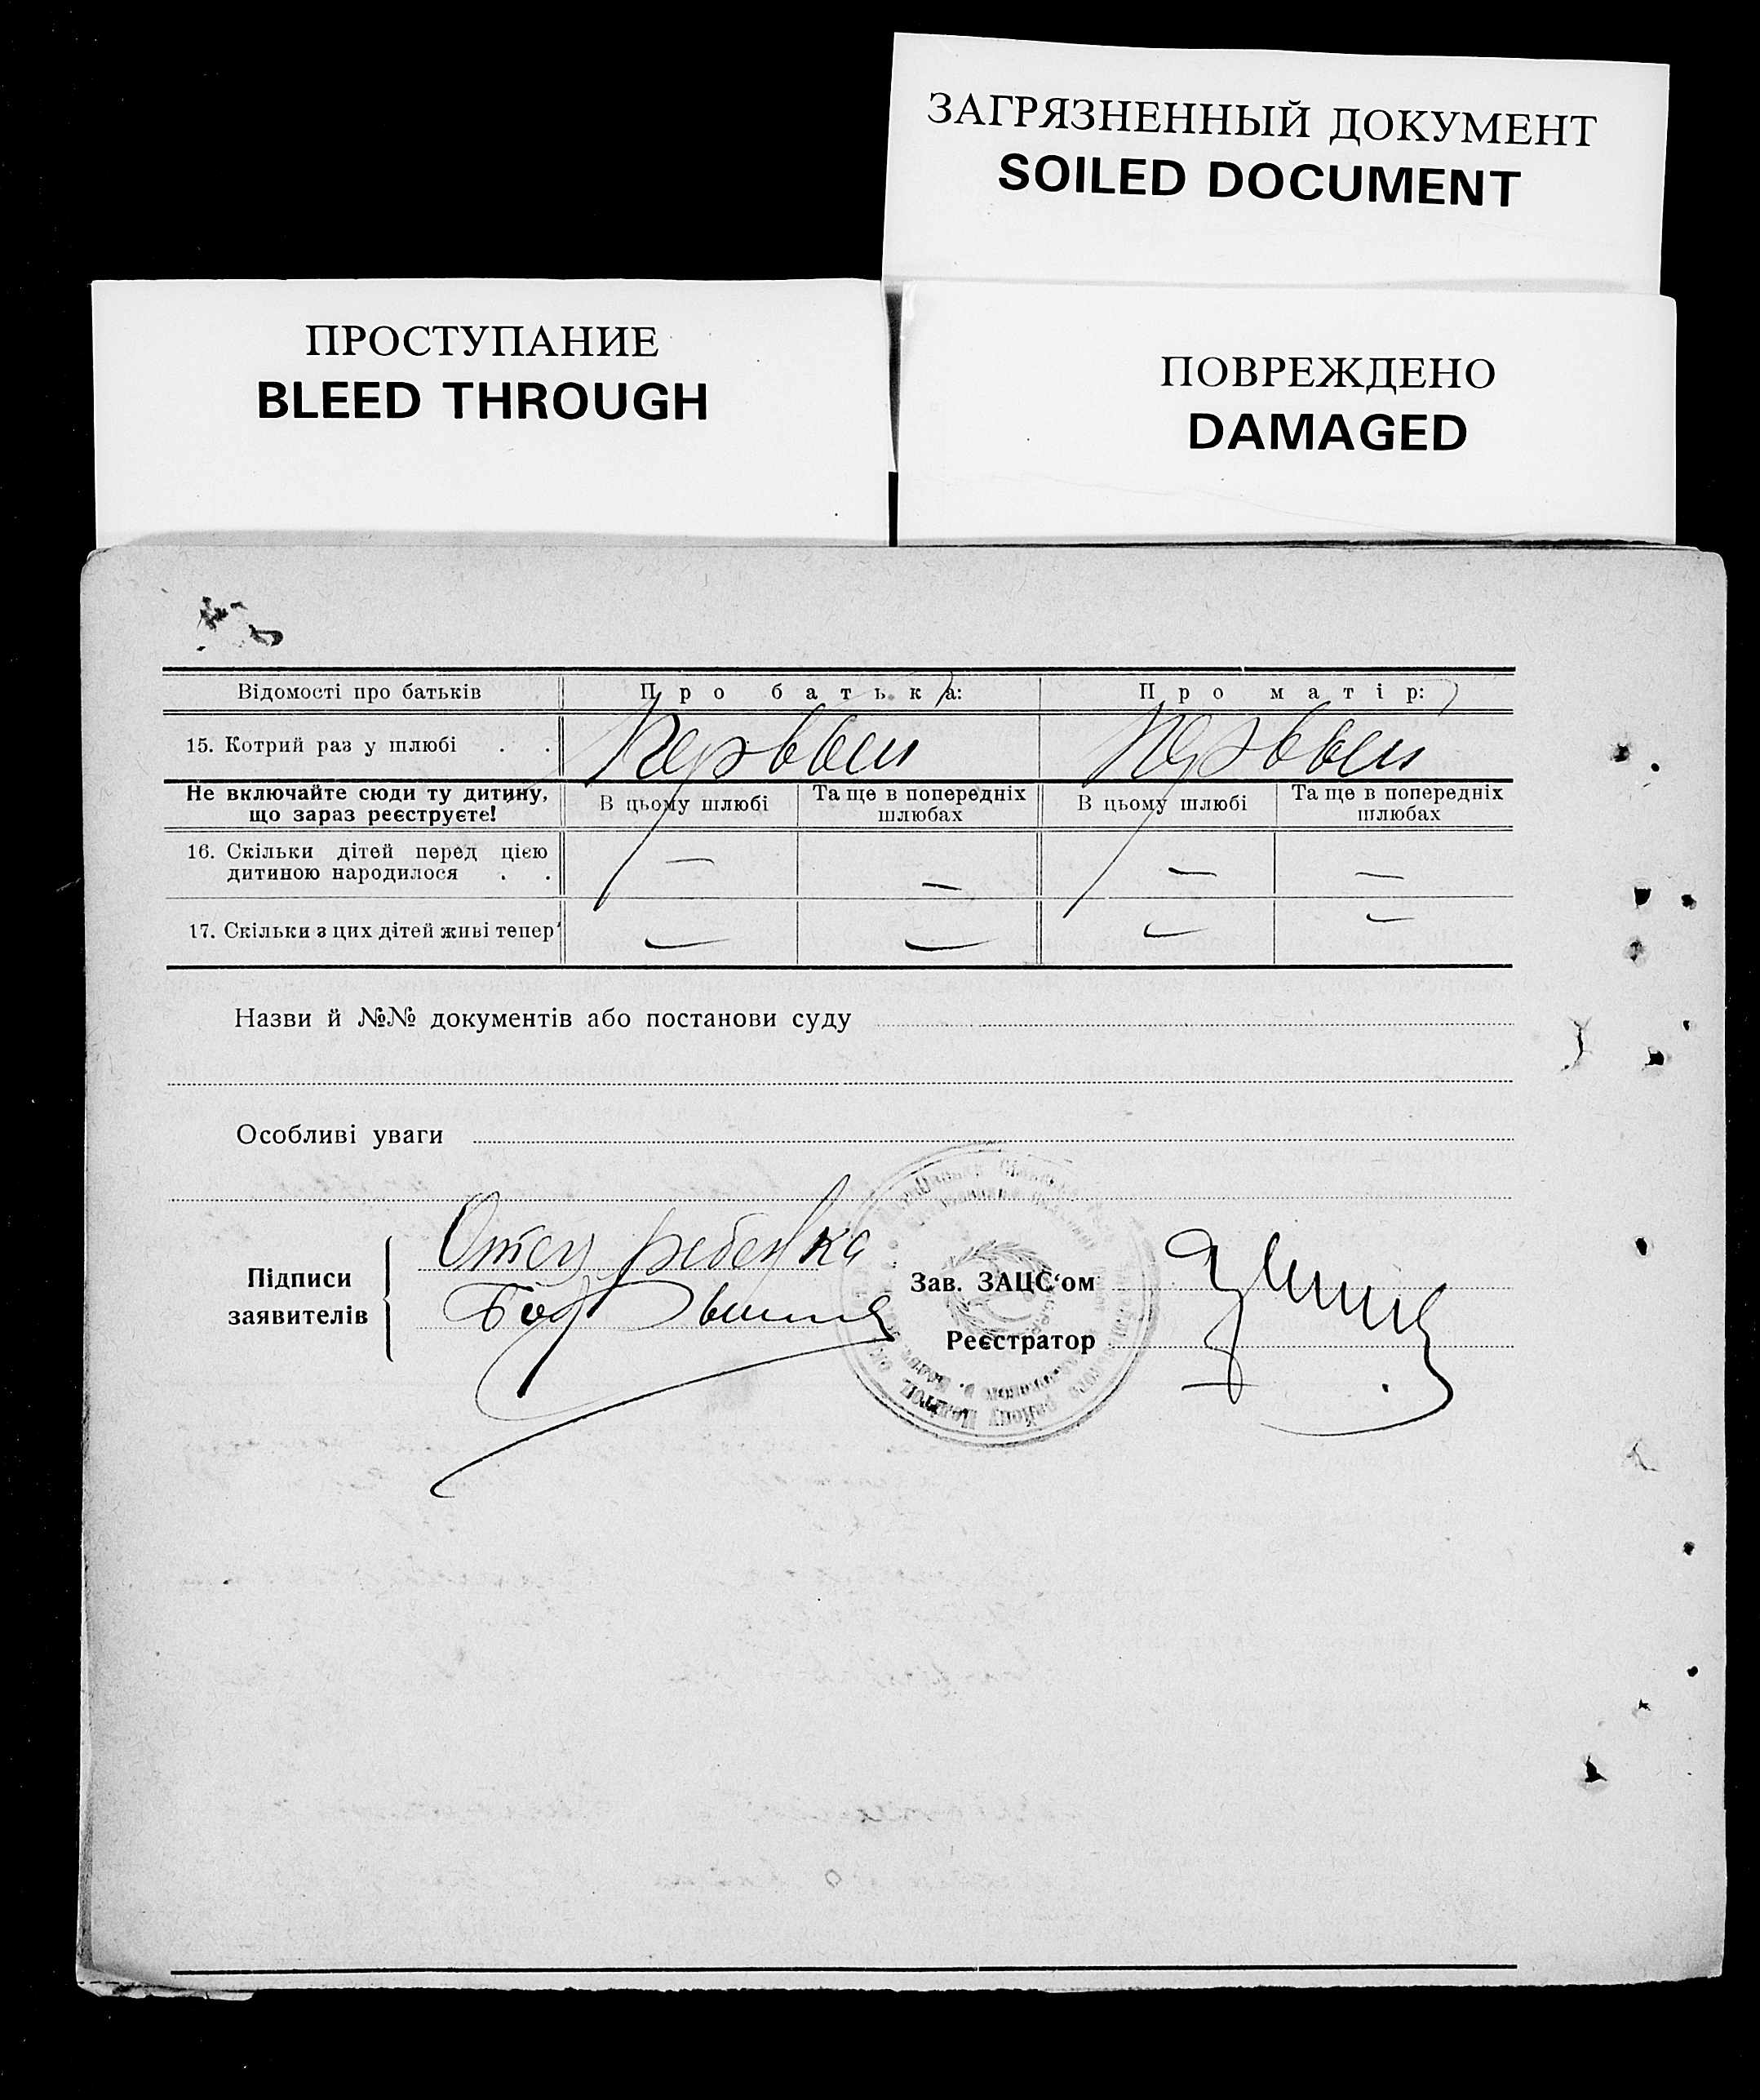 ЗАГРЯЗНЕННЫЙ ДОКУМЕНТ
SOILED DOCUMENT
ПРОСТУПАНИЕ
BLEED THROUGH
ПОВРЕЖДЕНО
DAMAGED
Відомості про батьків Про батька: Про матір:
15. Котрий раз у шлюбі . . Первый Первый
Не включайте сюди ту дитину, що зараз реєструєте! В цьому шлюбі Та ще в попередніх шлюбах В цьому шлюбі Та ще в попередніх шлюбах
16. Скільки дітей перед цією дитиною народилося . . — — — —
17. Скільки з цих дітей живі тепер — — — —
Назви й №№ документів або постанови суду
Особливі уваги
Підписи заявителів
Отец ребенка
Зав. ЗАЦС‘ом
Реєстратор